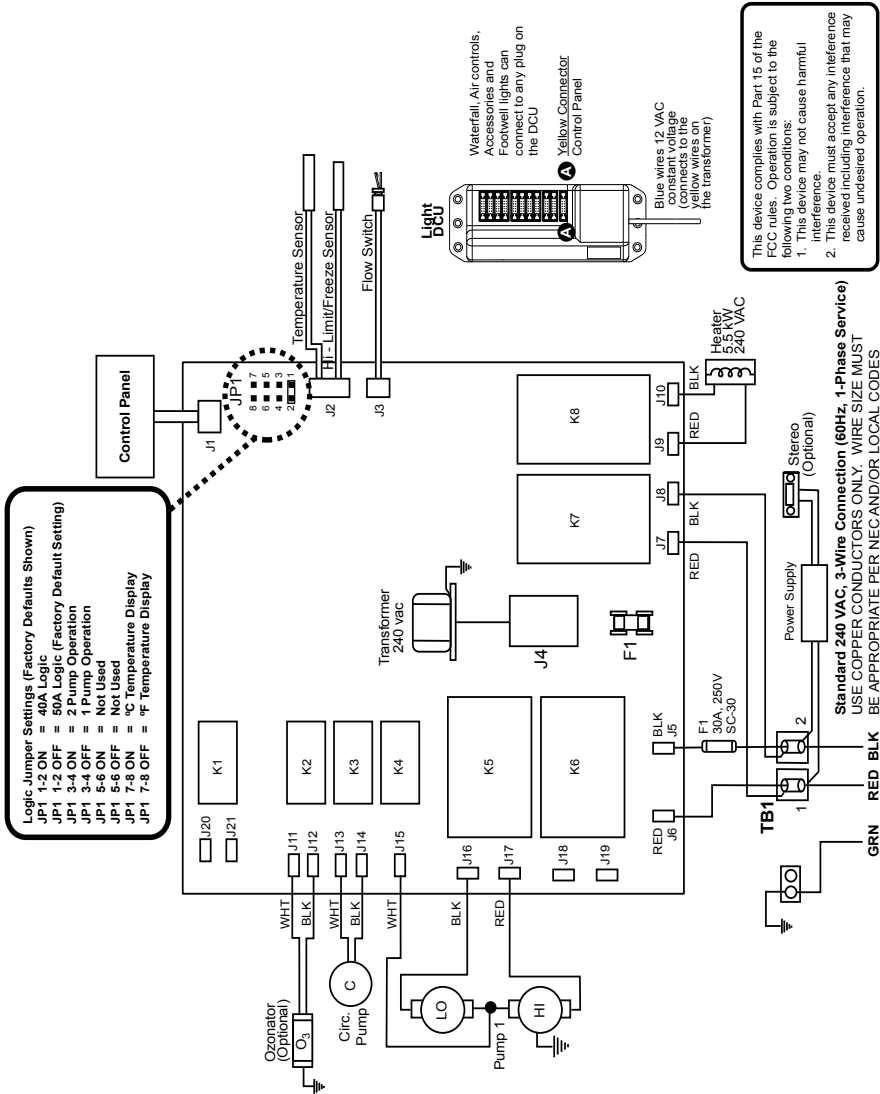 Logic Jumper Settings (Factory Defaults Shown)
JP1 1-2 ON = 40A Logic
JP1 1-2 OFF = 50A Logic (Factory Default Setting)
JP1 3-4 ON = 2 Pump Operation
JP1 3-4 OFF = 1 Pump Operation
JP1 5-6 ON = Not Used
JP1 5-6 OFF = Not Used
JP1 7-8 ON = ºC Temperature Display
JP1 7-8 OFF = ºF Temperature Display
Control Panel
J1
JP1
8 7
6 5
4 3
2 1
J2
J3
Temperature Sensor
Hi - Limit/Freeze Sensor
Flow Switch
Light
DCU
A
A
Waterfall, Air controls,
Accessories and
Footwell lights can
connect to any plug on
the DCU
Yellow Connector
Control Panel
Blue wires 12 VAC
constant voltage
(connects to the
yellow wires on
the transformer)
This device complies with Part 15 of the
FCC rules. Operation is subject to the
following two conditions:
1. This device may not cause harmful
interference.
2. This device must accept any inteference
received including interference that may
cause undesired operation.
Ozonator
(Optional)
O3
WHT
BLK
Circ.
Pump
C
WHT
BLK
WHT
LO
HI
Pump 1
BLK
RED
J20
J21
J11
J12
J13
J14
J15
J16
J17
J18
J19
K1
K2
K3
K4
K5
K6
Transformer
240 vac
J4
F1
K7
K8
RED
J6
BLK
J5
F1
30A, 250V
SC-30
J7
RED
J8
BLK
J9
RED
J10
BLK
Heater
5.5 kW
240 VAC
TB1
1
2
Power Supply
Stereo
(Optional)
GRN
RED
BLK
Standard 240 VAC, 3-Wire Connection (60Hz, 1-Phase Service)
USE COPPER CONDUCTORS ONLY. WIRE SIZE MUST
BE APPROPRIATE PER NEC AND/OR LOCAL CODES